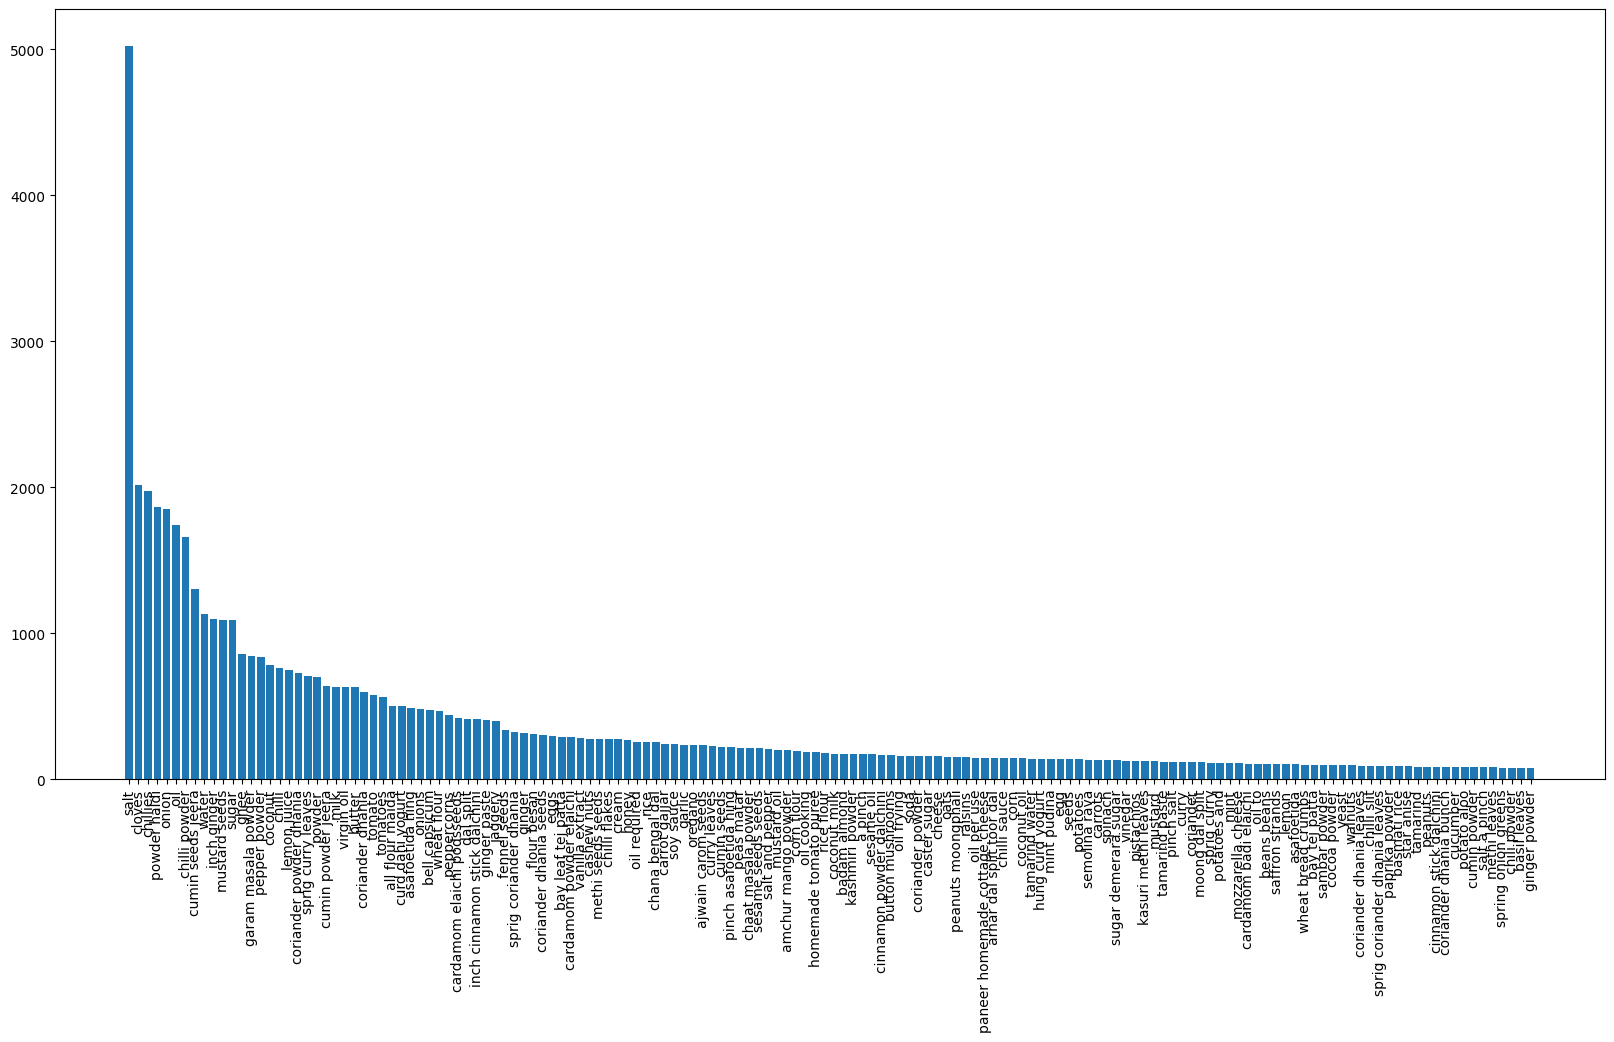 5000
4000
3000
2000
1000
0
salt
cloves
chillies
powder haldi
onion
oil
chilli powder
cumin seeds jeera
water
inch ginger
mustard seeds
sugar
ghee
garam masala powder
pepper powder
coconut
chilli
lemon juice
coriander powder dhania
sprig curry leaves
powder
cumin powder jeera
milk
virgin oil
butter
coriander dhania
tomato
tomatoes
all flour maida
curd dahi yogurt
asafoetida hing
onions
bell capsicum
wheat flour
peppercorns
cardamom elaichi podsseeds
dal split
inch cinnamon stick dalchini
ginger paste
jaggery
fennel seeds
sprig coriander dhania
ginger
flour besan
coriander dhania seeds
eggs
bay leaf tej patta
cardamom powder elaichi
vanilla extract
cashew nuts
methi seeds seeds
chilli flakes
cream
honey
oil required
rice
chana bengal dal
carrot gajjar
soy sauce
garlic
oregano
ajwain carom seeds
curry leaves
cumin seeds
pinch asafoetida hing
peas matar
chaat masala powder
sesame seeds seeds
salt and pepper
mustard oil
amchur mango powder
corn flour
oil cooking
homemade tomato puree
rice flour
coconut milk
badam almond
kashmiri powder
a pinch
sesame oil
cinnamon powder dalchini
button mushrooms
oil frying
soda
coriander powder
caster sugar
cheese
oats
peanuts moongphali
raisins
oil per use
paneer homemade cottage cheese
arhar dal split toor dal
chilli sauce
corn
coconut oil
tamarind water
hung curd yogurt
mint pudina
egg
seeds
potatoes
semolina rava
carrots
spinach
sugar demerara sugar
vinegar
pistachios
kasuri methi leaves
mustard
tamarind paste
pinch salt
curry
coriander
moong dal split
sprig curry
potatoes aloo
mint
mozzarella cheese
cardamom badi elaichi
oil to
beans beans
saffron strands
lemon
asafoetida
wheat bread crumbs
bay tej patta
sambar powder
cocoa powder
yeast
walnuts
coriander dhania leaves
chilli slit
sprig coriander dhania leaves
paprika powder
basmati rice
star anise
tamarind
peanuts
cinnamon stick dalchini
coriander dhania bunch
cucumber
potato aloo
cumin powder
salt a pinch
methi leaves
spring onion greens
chilli powder
basil leaves
ginger powder